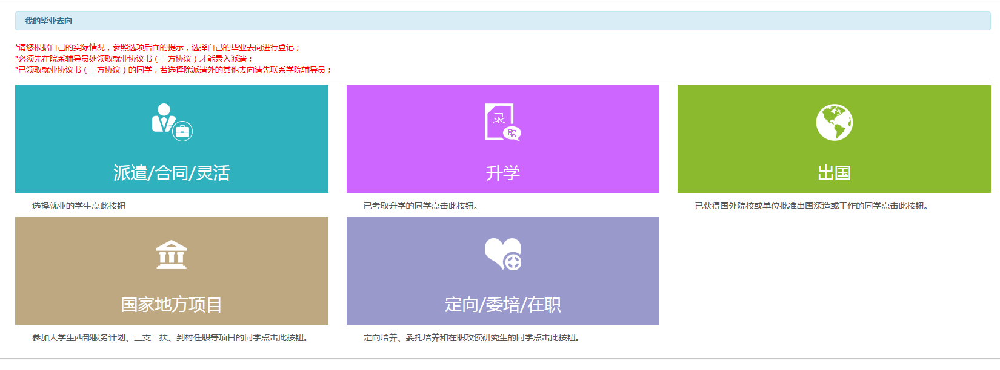 我的毕业去向
*请您根据自己的实际情况，参照选项后面的提示，选择自己的毕业去向进行登记；
*必须先在院系辅导员处领取就业协议书（三方协议）才能录入派遣；
*已领取就业协议书（三方协议）的同学，若选择除派遣外的其他去向请先联系学院辅导员；
录
取
派遣/合同/灵活
升学
出国
选择就业的学生点此按钮
已考取升学的同学点击此按钮。
已获得国外院校或单位批准出国深造或工作的同学点击此按钮。
国家地方项目
定向/委培/在职
参加大学生西部服务计划、三支一扶、到村任职等项目的同学点击此按钮。
定向培养、委托培养和在职攻读研究生的同学点击此按钮。